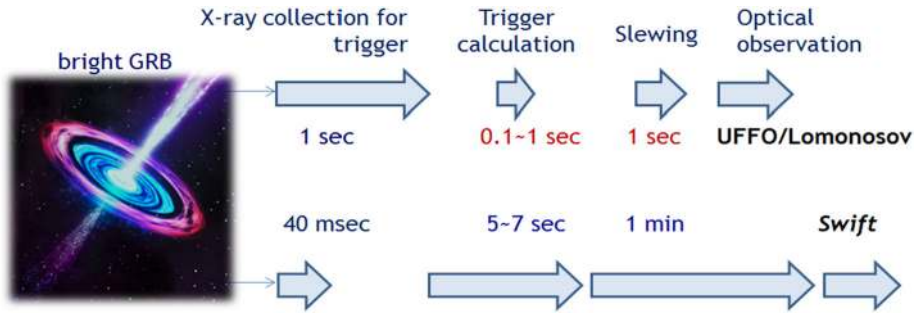 X-ray collection for
trigger
Trigger
calculation
Slewing
Optical
observation
bright GRB
1 sec
0.1~1 sec
1 sec
UFFO/Lomonosov
40 msec
5~7 sec
1 min
Swift